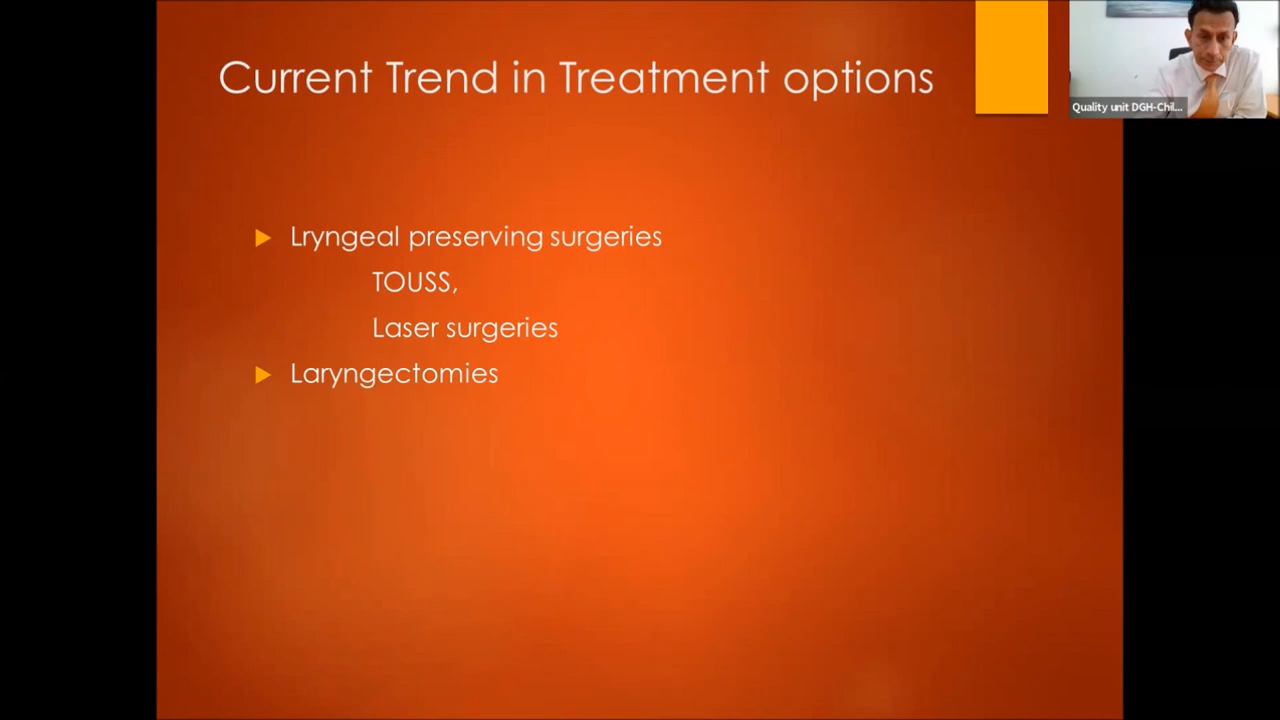 Current Trend in Treatment options
Quality unit DGH-Chil...
Lryngeal preserving surgeries
TOUSS,
Laser surgeries
Laryngectomies